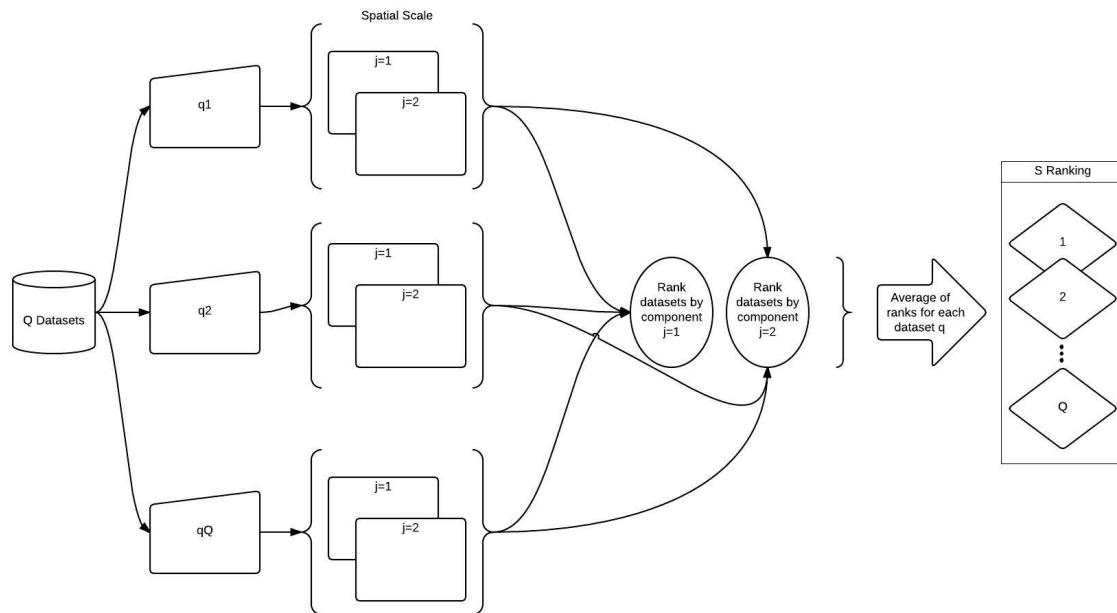 Spatial Scale
j=1
j=2
q1
j=1
j=2
q2
j=1
j=2
qQ
Q Datasets
Rank
datasets by
component
j=1
Rank
datasets by
component
j=2
Average of
ranks for each
dataset q
S Ranking
1
2
Q